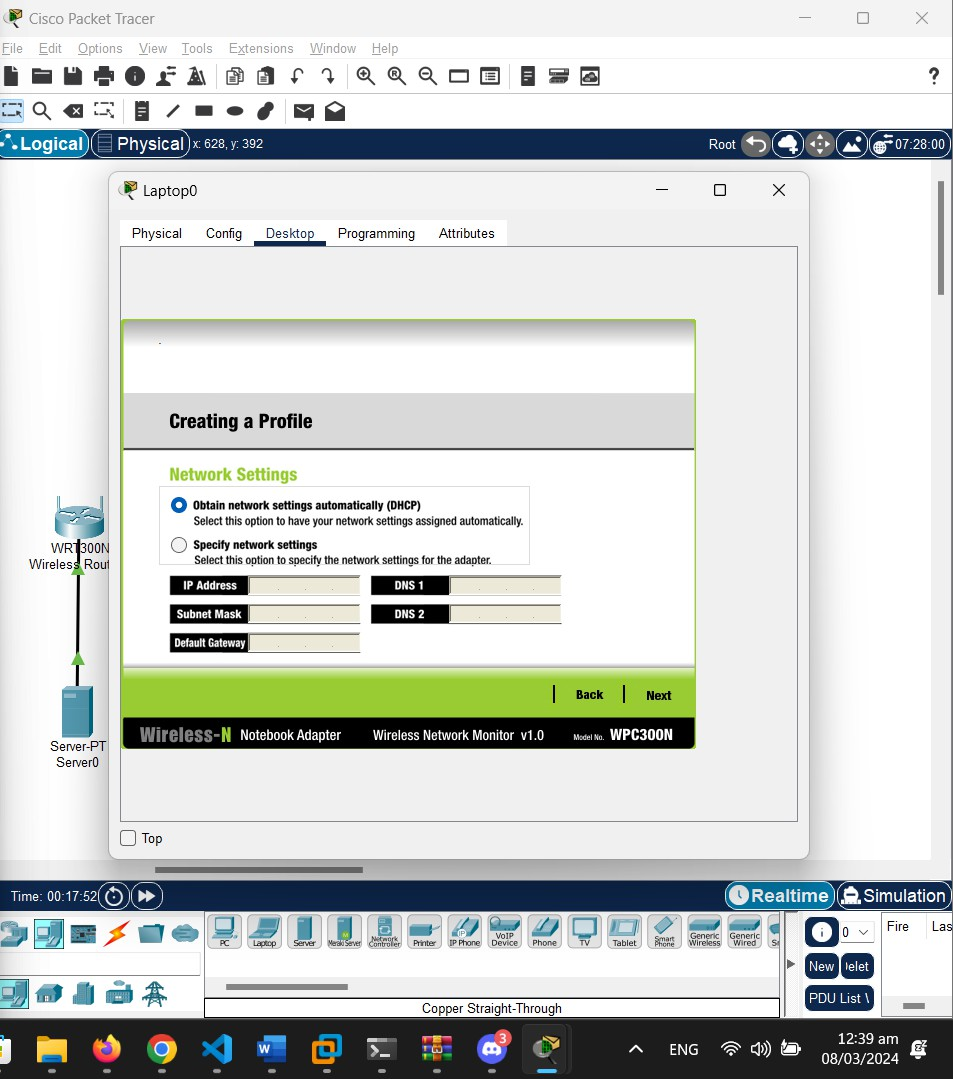 Cisco Packet Tracer
File Edit Options View Tools Extensions Window Help
?
Logical Physical x: 628, y: 392 Root 07:28:00
Laptop0
Physical Config Desktop Programming Attributes
Creating a Profile
Network Settings
Obtain network settings automatically (DHCP)
Select this option to have your network settings assigned automatically.
Specify network settings
Select this option to specify the network settings for the adapter.
IP Address DNS 1
Subnet Mask DNS 2
Default Gateway
Back Next
Wireless-N Notebook Adapter Wireless Network Monitor v1.0 Model No. WPC300N
WRT300N
Wireless Rout
Server-PT
Server0
Top
Time: 00:17:52 Realtime Simulation
PC Laptop Server Meraki Server Network Controller Printer IP Phone VoIP Device Phone TV Tablet Smart Phone Generic Wireless Generic Wired
0 Fire Las
New elet
PDU List
Copper Straight-Through
3
ENG 12:39 am
08/03/2024